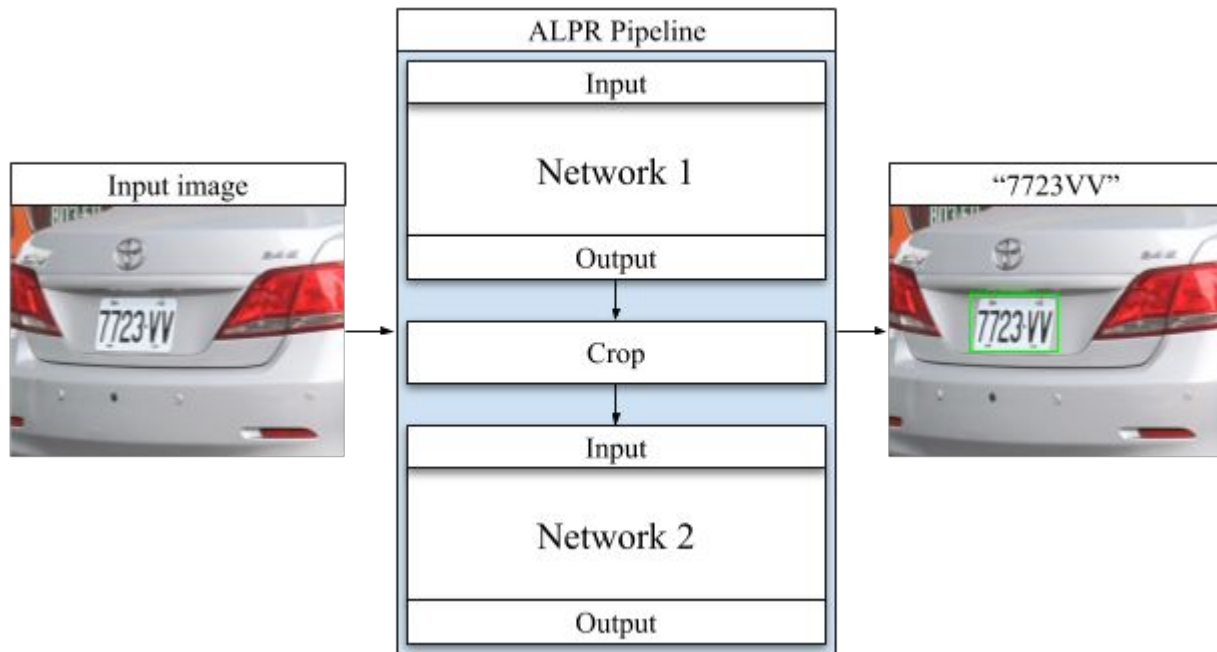 ALPR Pipeline
Input
Network 1
Output
Crop
Input
Network 2
Output
Input image
7723·VV
“7723VV”
7723·VV